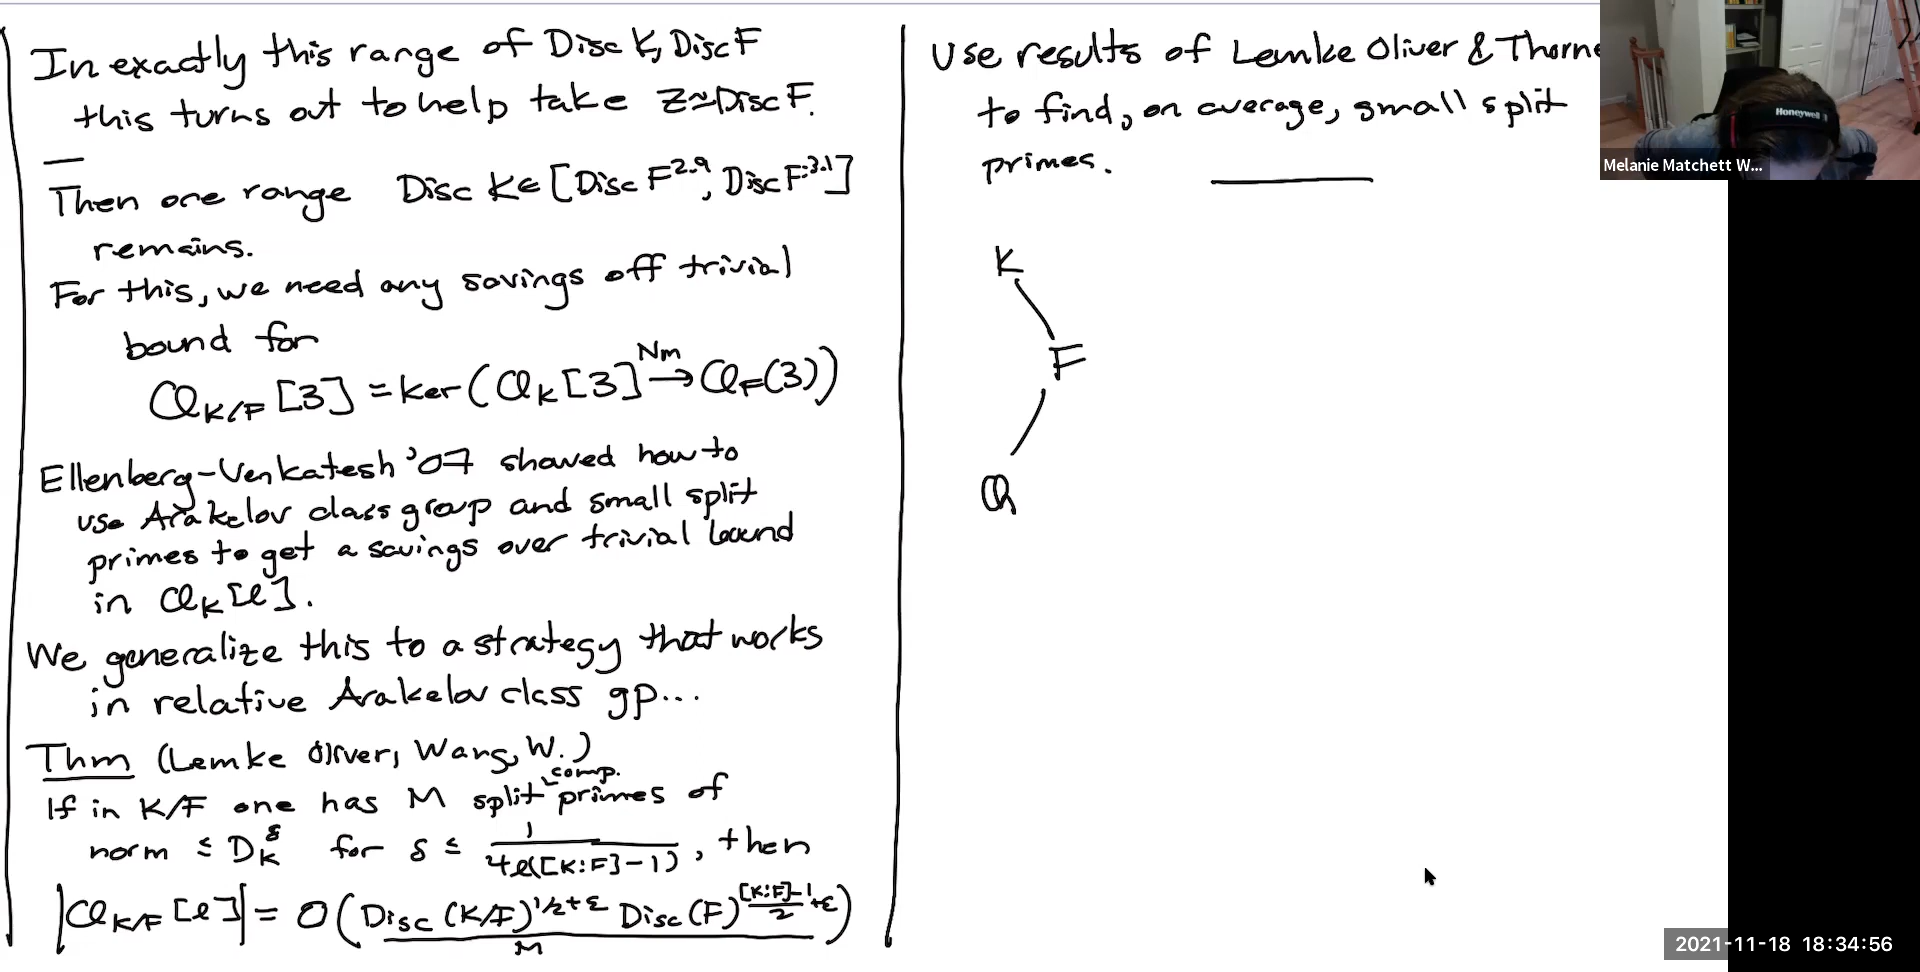 In exactly this range of Disc K, Disc F
this turns out to help take Z≈Disc F.
Then one range Disc K ∈ [Disc F^{2.9}, Disc F^{3.1}]
remains.
For this, we need any savings off trivial
bound for
Cl_{K/F}[3] = ker(Cl_K[3] \xrightarrow{Nm} Cl_F(3))
Ellenberg-Venkatesh '07 showed how to
use Arakelov class group and small split
primes to get a savings over trivial bound
in Cl_K[ℓ].
We generalize this to a strategy that works
in relative Arakelov class gp...
Thm (Lemke Oliver, Wang, W.)
If in K/F one has M split comp. primes of
norm ≤ D_K^δ for δ ≤ \frac{1}{4ℓ([K:F]-1)}, then
|Cl_{K/F}[ℓ]| = O(\frac{Disc(K/F)^{1/2+ε} Disc(F)^{\frac{[K:F]-1}{2}+ε}}{M})
Use results of Lemke Oliver & Thorne
to find, on average, small split
primes.
K
F
Q
Honeywell
Melanie Matchett W...
2021-11-18 18:34:56